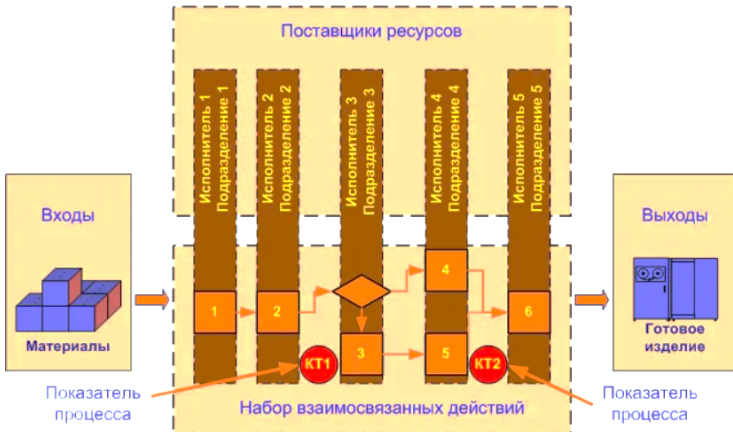 Поставщики ресурсов
Исполнитель 1
Подразделение 1
Исполнитель 2
Подразделение 2
Исполнитель 3
Подразделение 3
Исполнитель 4
Подразделение 4
Исполнитель 5
Подразделение 5
Входы
Материалы
Выходы
Готовое
изделие
1
2
3
4
5
6
КТ1
КТ2
Показатель
процесса
Набор взаимосвязанных действий
Показатель
процесса